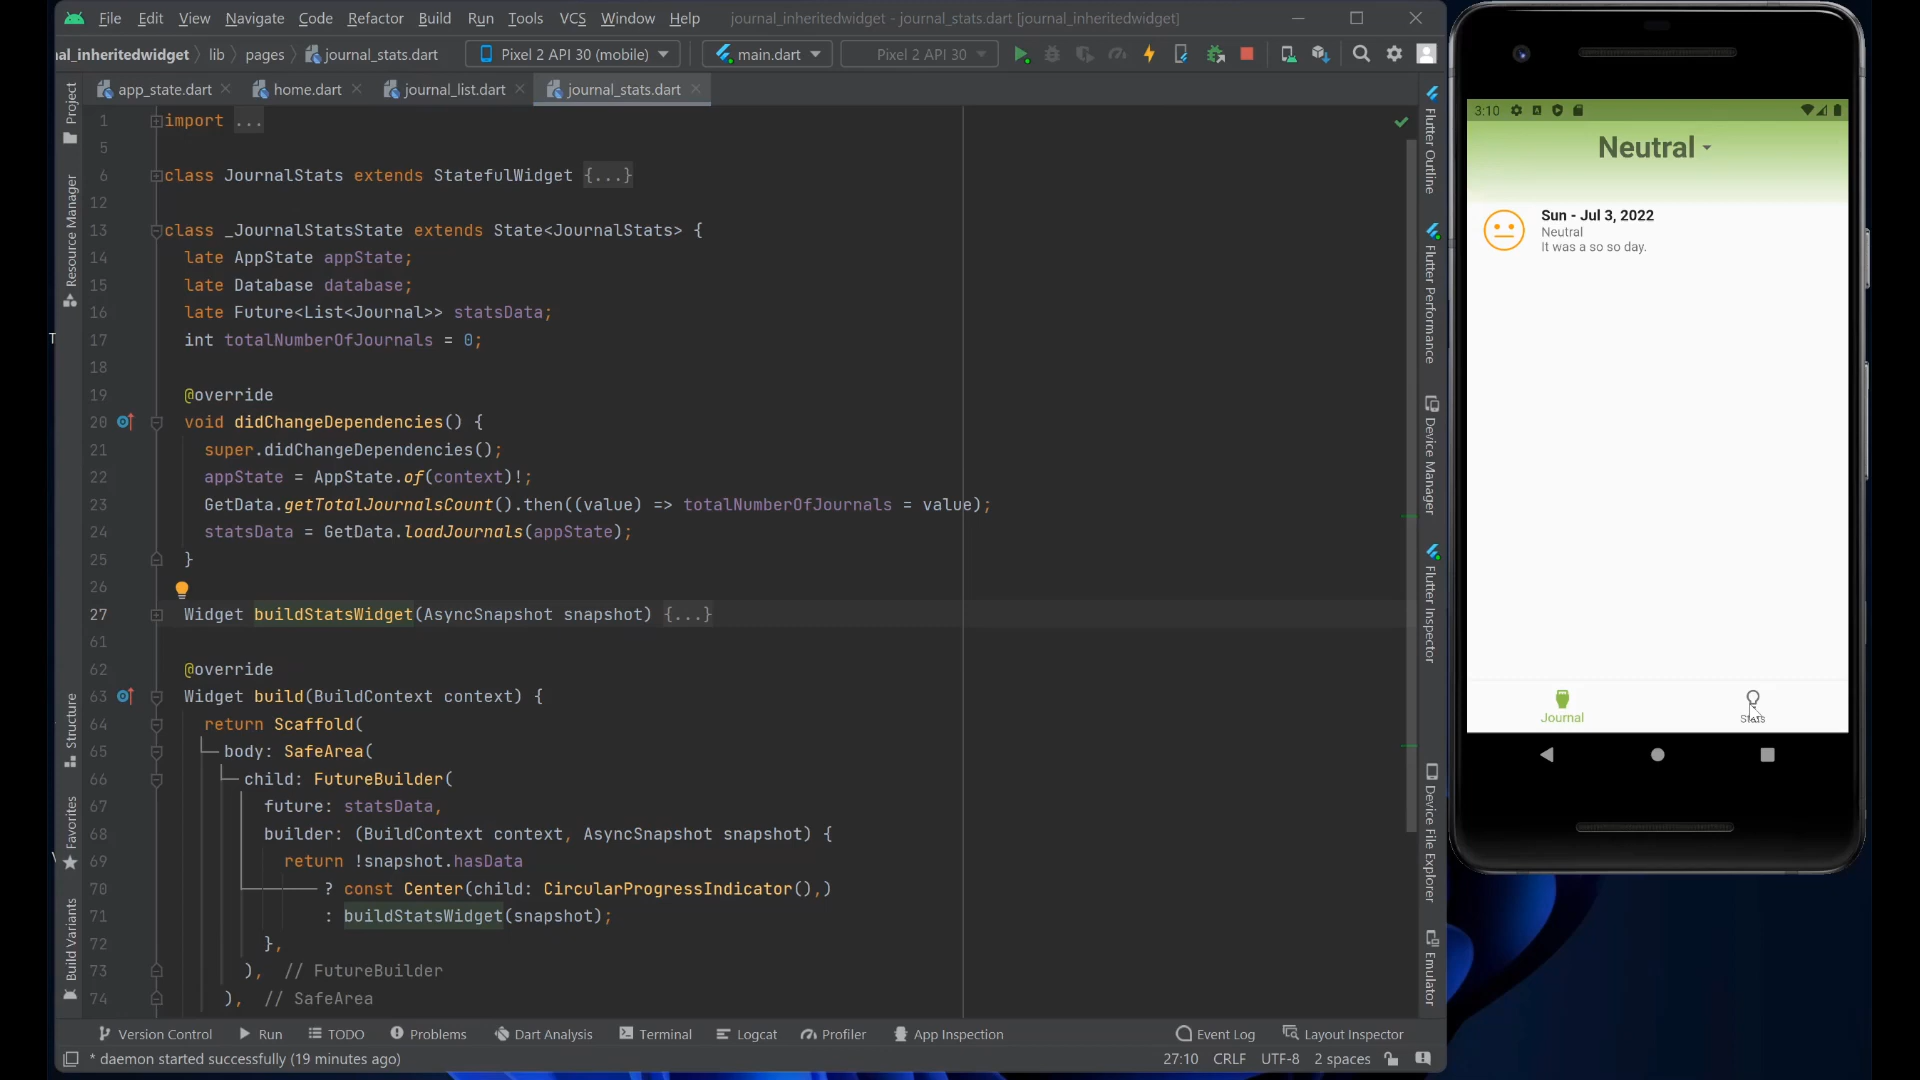 File Edit View Navigate Code Refactor Build Run Tools VCS Window Help journal_inheritedwidget - journal_stats.dart [journal_inheritedwidget]
al_inheritedwidget lib pages journal_stats.dart Pixel 2 API 30 (mobile) main.dart Pixel 2 API 30
app_state.dart home.dart journal_list.dart journal_stats.dart
Project
Resource Manager
Structure
Favorites
Build Variants
1 import ...
5
6 class JournalStats extends StatefulWidget {...}
12
13 class _JournalStatsState extends State<JournalStats> {
14 late AppState appState;
15 late Database database;
16 late Future<List<Journal>> statsData;
17 int totalNumberOfJournals = 0;
18
19 @override
20 void didChangeDependencies() {
21 super.didChangeDependencies();
22 appState = AppState.of(context)!;
23 GetData.getTotalJournalsCount().then((value) => totalNumberOfJournals = value);
24 statsData = GetData.loadJournals(appState);
25 }
26
27 Widget buildStatsWidget(AsyncSnapshot snapshot) {...}
61
62 @override
63 Widget build(BuildContext context) {
64 return Scaffold(
65 body: SafeArea(
66 child: FutureBuilder(
67 future: statsData,
68 builder: (BuildContext context, AsyncSnapshot snapshot) {
69 return !snapshot.hasData
70 ? const Center(child: CircularProgressIndicator(),)
71 : buildStatsWidget(snapshot);
72 },
73 ), // FutureBuilder
74 ), // SafeArea
Flutter Outline
Flutter Performance
Device Manager
Flutter Inspector
Device File Explorer
Emulator
Version Control Run TODO Problems Dart Analysis Terminal Logcat Profiler App Inspection Event Log Layout Inspector
* daemon started successfully (19 minutes ago) 27:10 CRLF UTF-8 2 spaces
3:10
Neutral
Sun - Jul 3, 2022
Neutral
It was a so so day.
Journal Stats